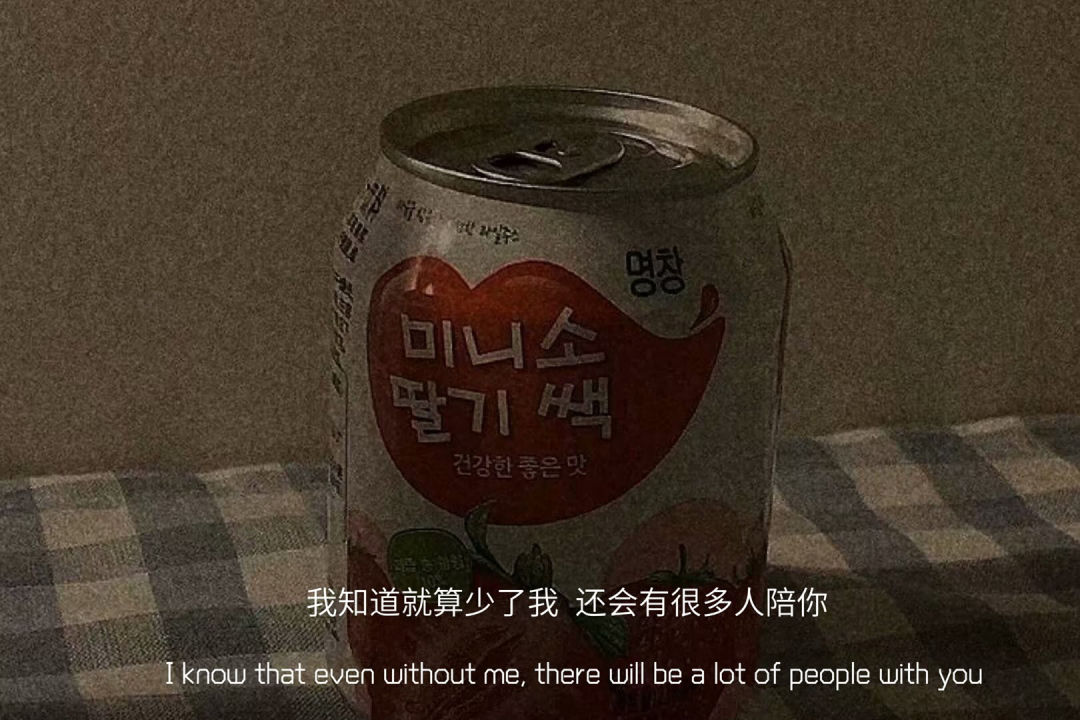 명창
미니소
딸기 쌕
건강한 좋은 맛
我知道就算少了我 还会有很多人陪你
I know that even without me, there will be a lot of people with you